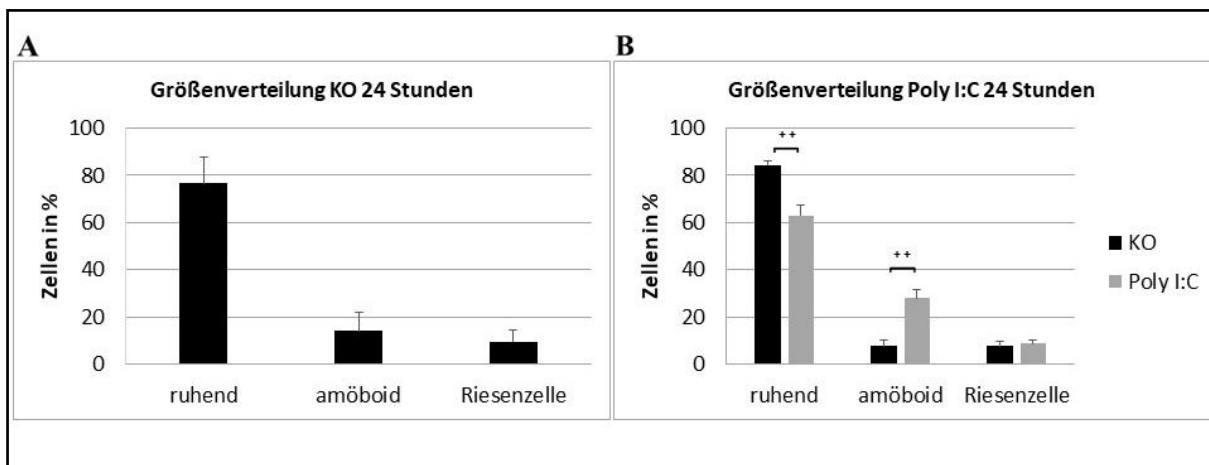 A
Größenverteilung KO 24 Stunden
Zellen in %
100
80
60
40
20
0
ruhend amöboid Riesenzelle
B
Größenverteilung Poly I:C 24 Stunden
Zellen in %
100
80
60
40
20
0
++
++
ruhend amöboid Riesenzelle
KO
Poly I:C